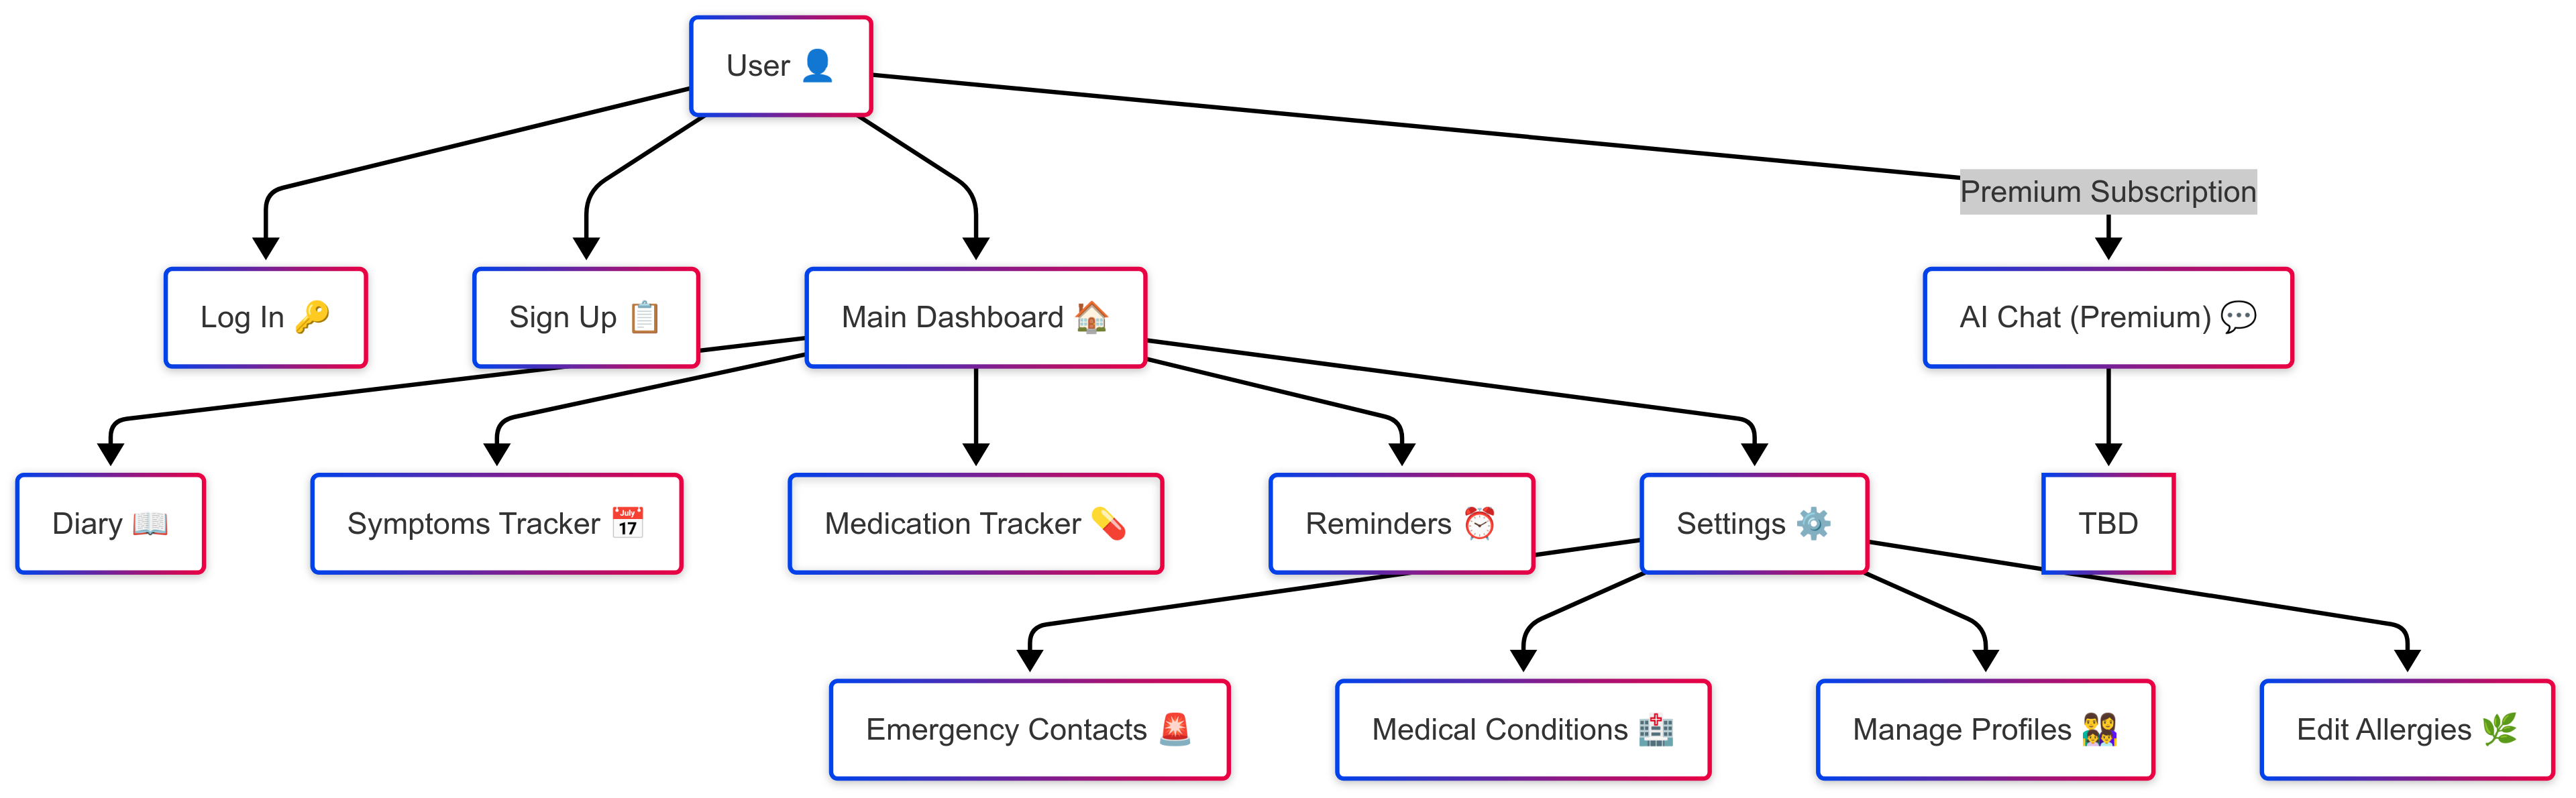 User 👤
Premium Subscription
Log In 🔑
Sign Up 📋
Main Dashboard 🏠
AI Chat (Premium) 💬
Diary 📖
Symptoms Tracker 📅
Medication Tracker 💊
Reminders ⏰
Settings ⚙️
TBD
Emergency Contacts 🚨
Medical Conditions 🏥
Manage Profiles 👨‍👩‍👧‍👦
Edit Allergies 🌿